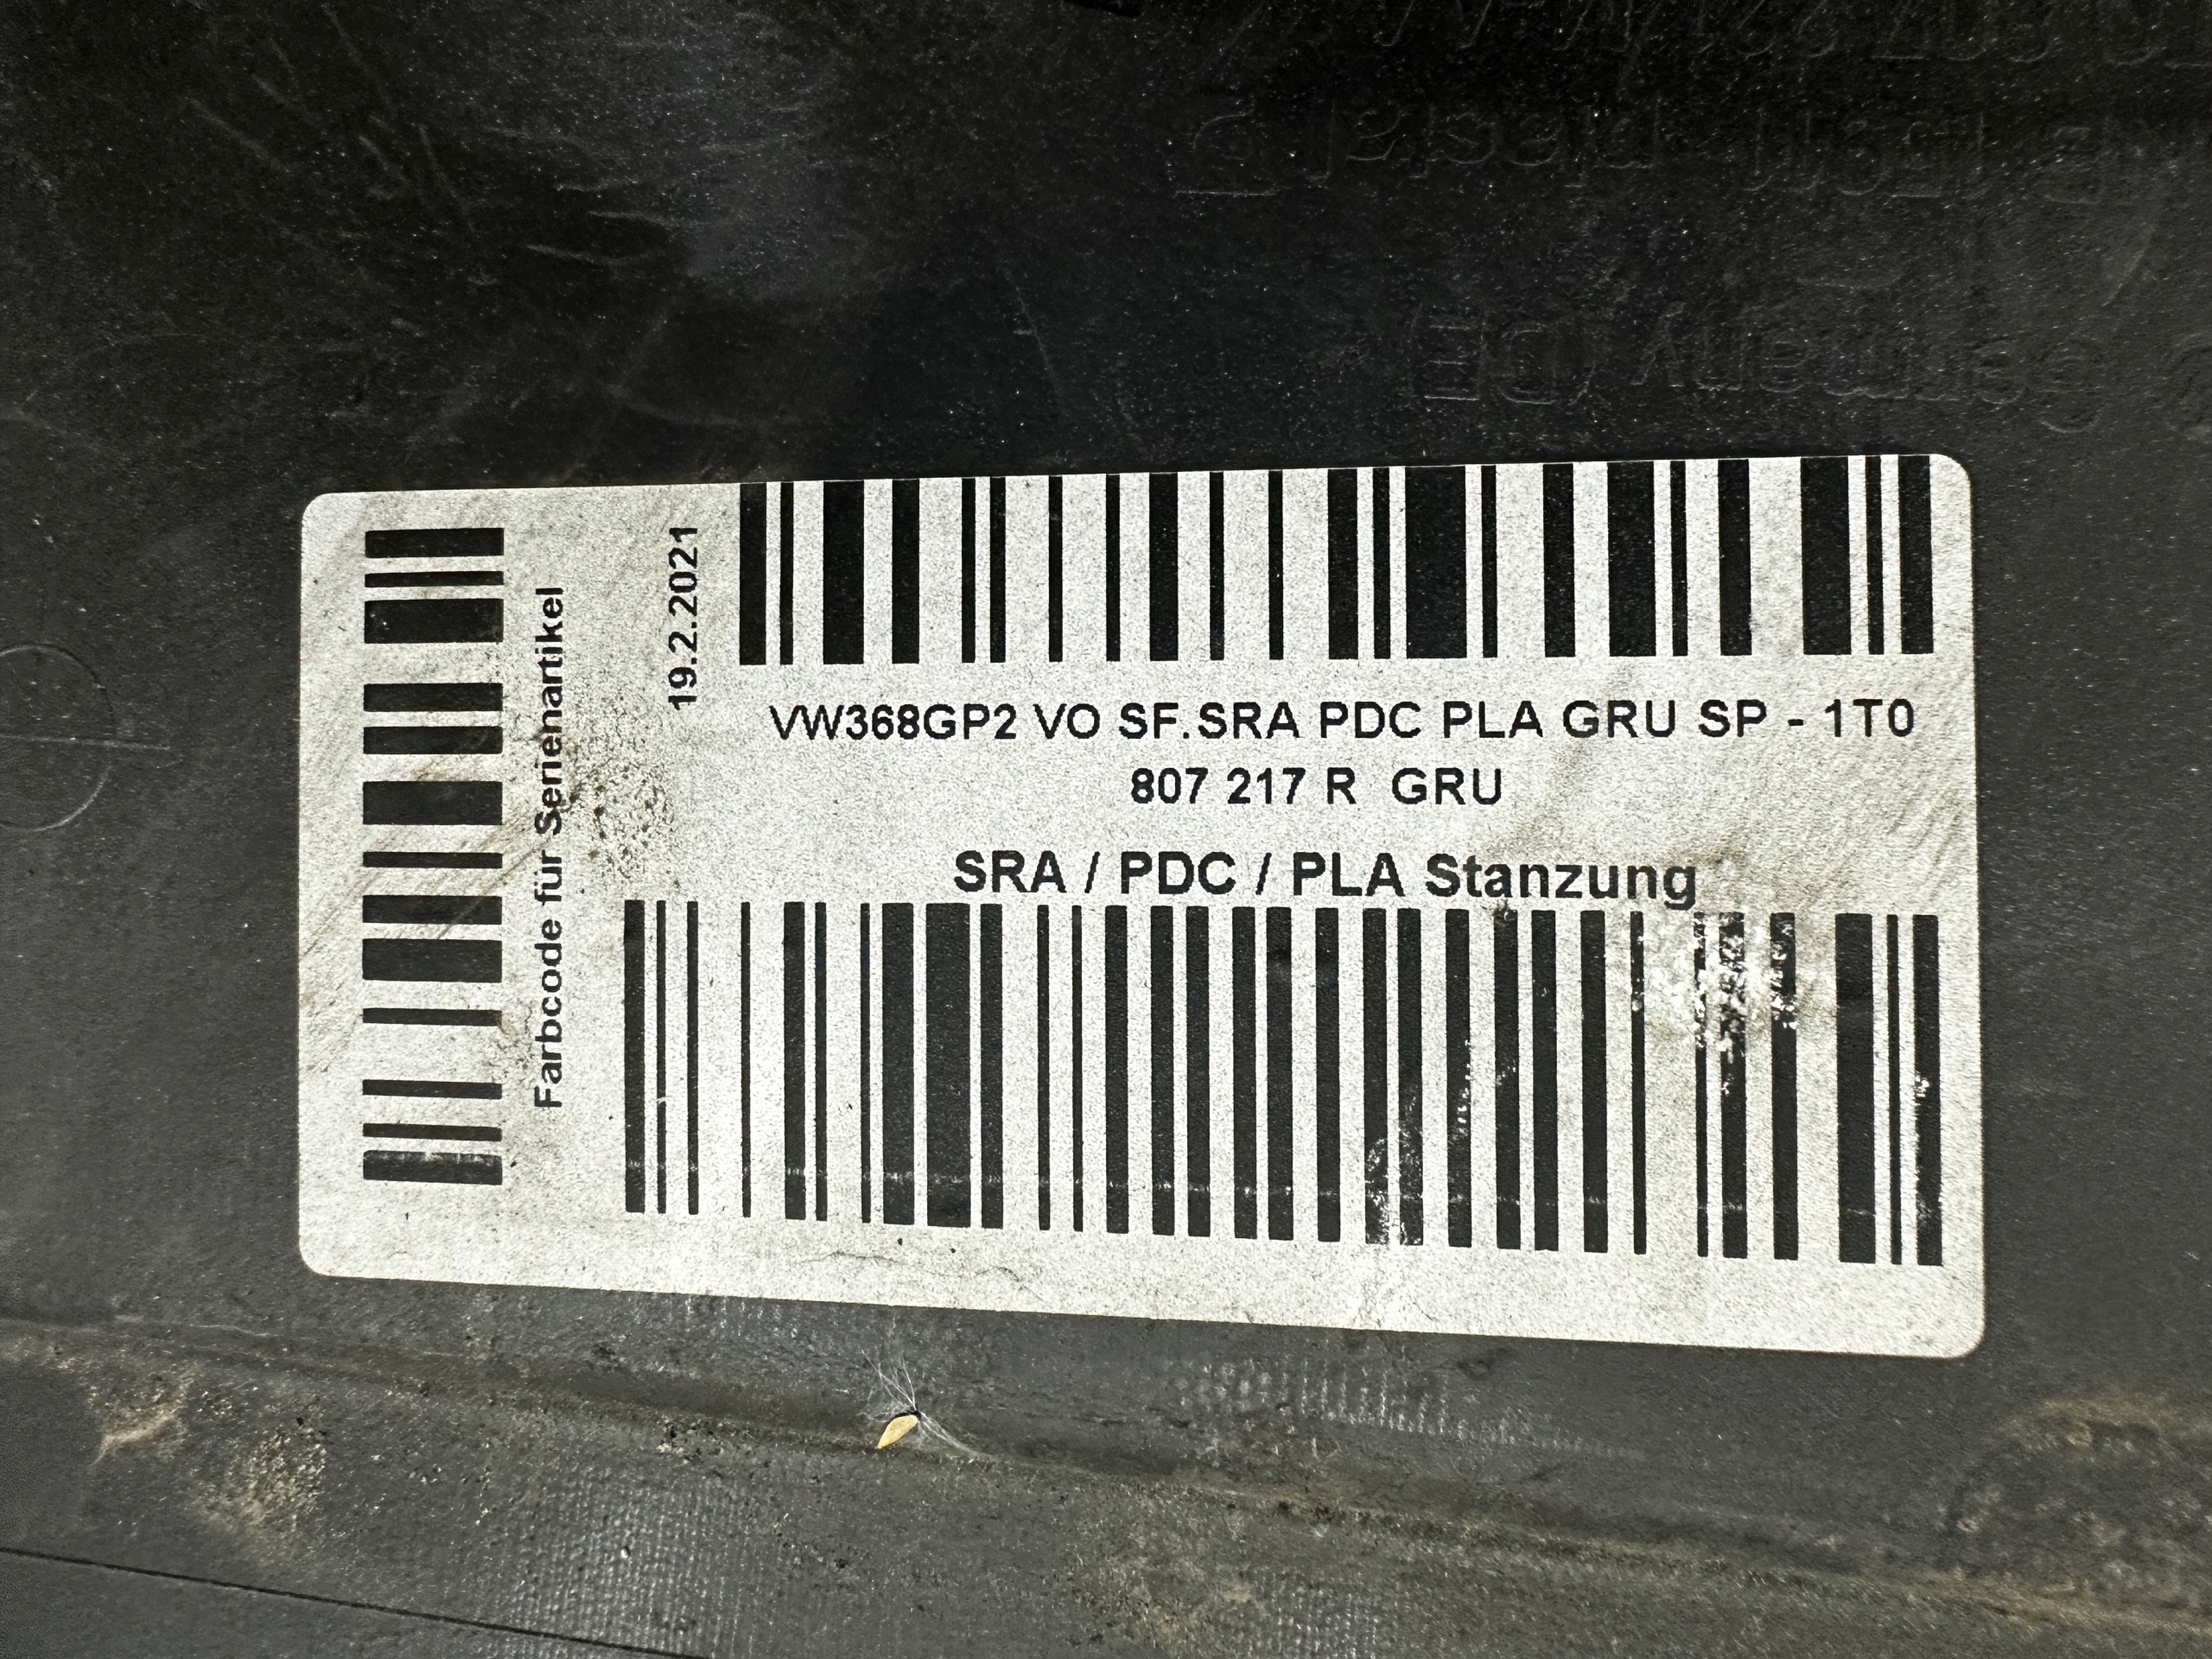 Farbcode für Serienartikel
19.2.2021
VW368GP2 VO SF.SRA PDC PLA GRU SP - 1T0
807 217 R  GRU
SRA / PDC / PLA Stanzung